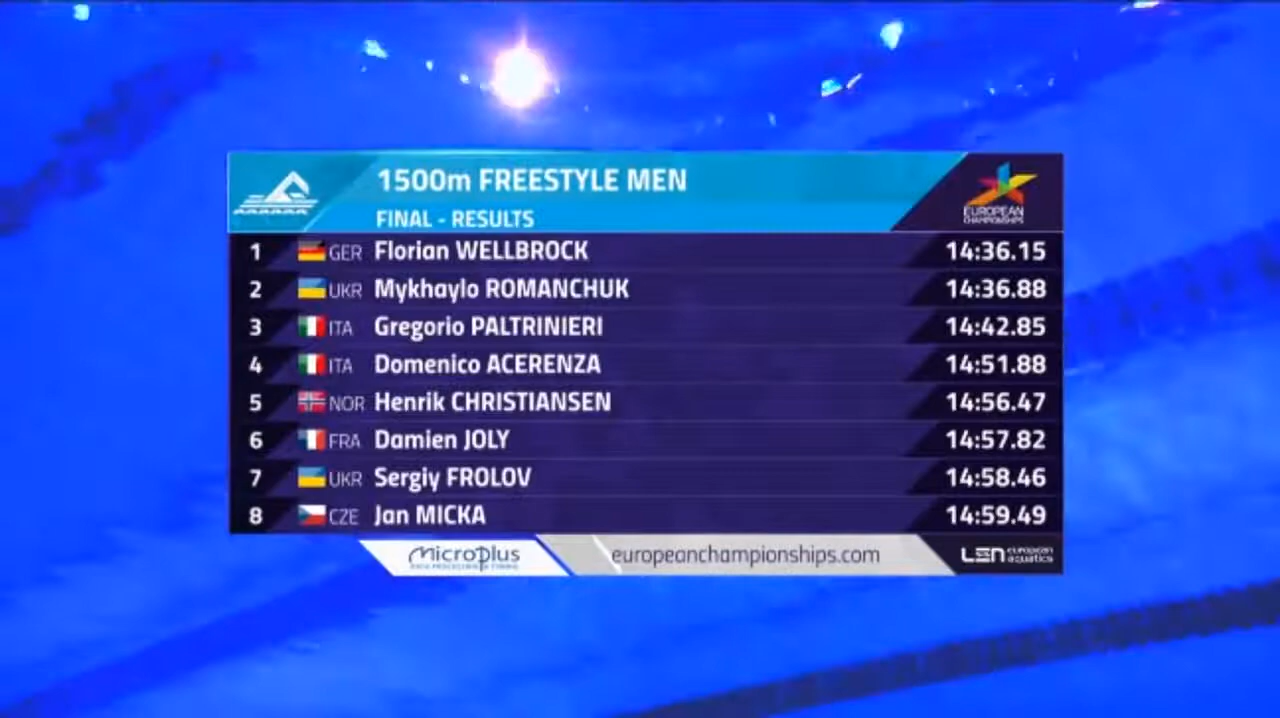 1500m FREESTYLE MEN
FINAL - RESULTS
EUROPEAN
CHAMPIONSHIPS
1 GER Florian WELLBROCK 14:36.15
2 UKR Mykhaylo ROMANCHUK 14:36.88
3 ITA Gregorio PALTRINIERI 14:42.85
4 ITA Domenico ACERENZA 14:51.88
5 NOR Henrik CHRISTIANSEN 14:56.47
6 FRA Damien JOLY 14:57.82
7 UKR Sergiy FROLOV 14:58.46
8 CZE Jan MICKA 14:59.49
Microplus
europeanchampionships.com
LEN european
aquatics